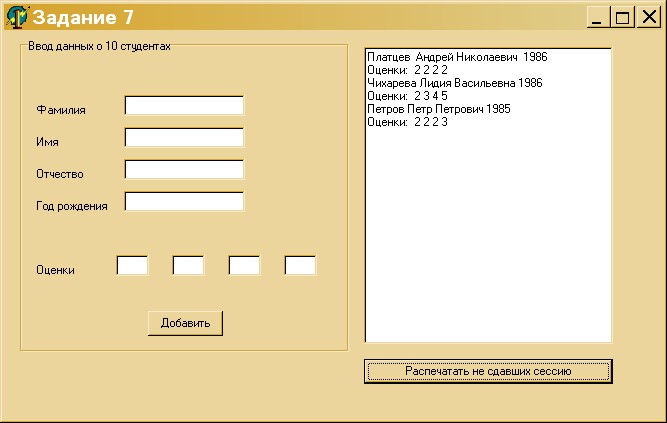 Задание 7
Ввод данных о 10 студентах
Фамилия
Имя
Отчество
Год рождения
Оценки
Добавить
Платцев Андрей Николаевич 1986
Оценки: 2 2 2 2
Чихарева Лидия Васильевна 1986
Оценки: 2 3 4 5
Петров Петр Петрович 1985
Оценки: 2 2 2 3
Распечатать не сдавших сессию